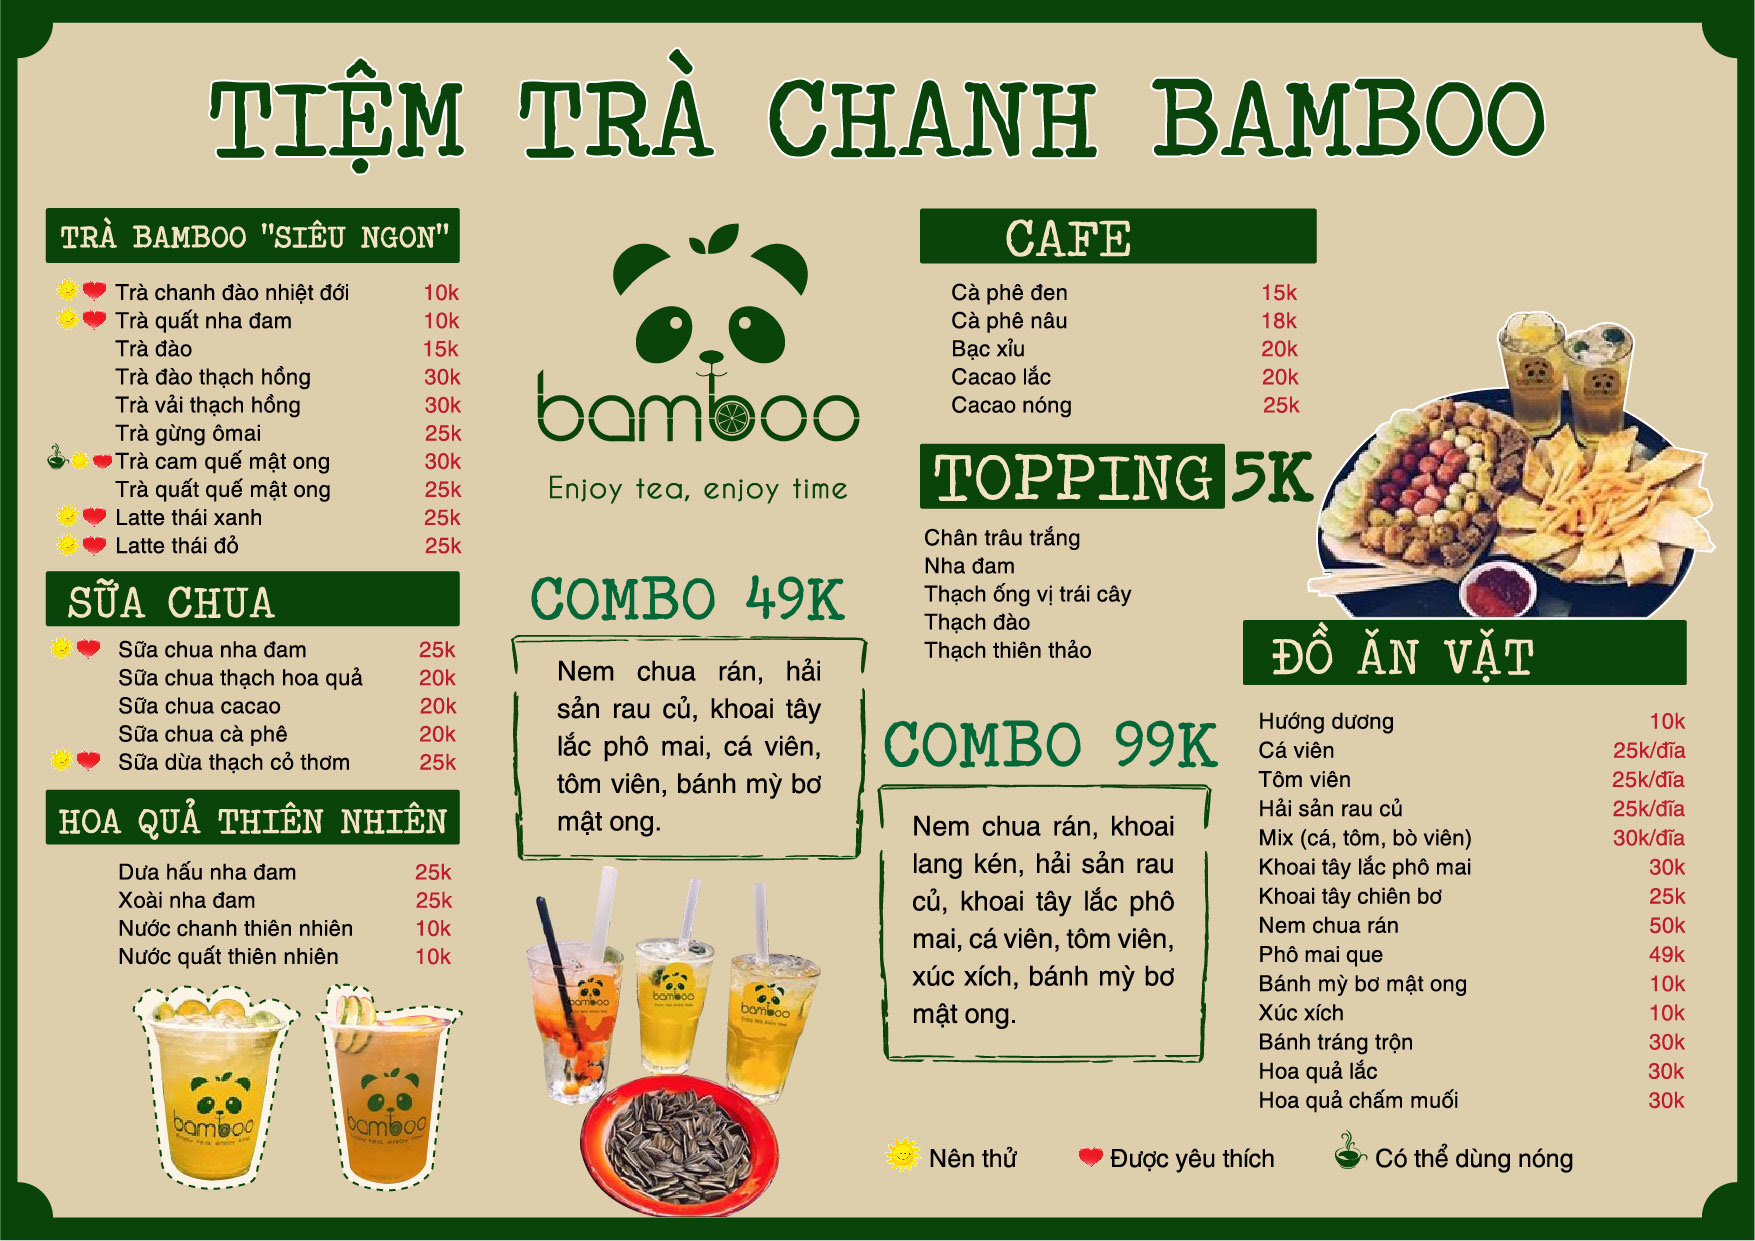 TIỆM TRÀ CHANH BAMBOO
TRÀ BAMBOO "SIÊU NGON"
Trà chanh đào nhiệt đới 10k
Trà quất nha đam 10k
Trà đào 15k
Trà đào thạch hồng 30k
Trà vải thạch hồng 30k
Trà gừng ômai 25k
Trà cam quế mật ong 30k
Trà quất quế mật ong 25k
Latte thái xanh 25k
Latte thái đỏ 25k
SỮA CHUA
Sữa chua nha đam 25k
Sữa chua thạch hoa quả 20k
Sữa chua cacao 20k
Sữa chua cà phê 20k
Sữa dừa thạch cỏ thơm 25k
HOA QUẢ THIÊN NHIÊN
Dưa hấu nha đam 25k
Xoài nha đam 25k
Nước chanh thiên nhiên 10k
Nước quất thiên nhiên 10k
bamboo
bamboo
bamboo
Enjoy tea, enjoy time
COMBO 49K
Nem chua rán, hải
sản rau củ, khoai tây
lắc phô mai, cá viên,
tôm viên, bánh mỳ bơ
mật ong.
bamboo
bamboo
bamboo
CAFE
Cà phê đen 15k
Cà phê nâu 18k
Bạc xỉu 20k
Cacao lắc 20k
Cacao nóng 25k
TOPPING 5K
Chân trâu trắng
Nha đam
Thạch ống vị trái cây
Thạch đào
Thạch thiên thảo
COMBO 99K
Nem chua rán, khoai
lang kén, hải sản rau
củ, khoai tây lắc phô
mai, cá viên, tôm viên,
xúc xích, bánh mỳ bơ
mật ong.
ĐỒ ĂN VẶT
Hướng dương 10k
Cá viên 25k/đĩa
Tôm viên 25k/đĩa
Hải sản rau củ 25k/đĩa
Mix (cá, tôm, bò viên) 30k/đĩa
Khoai tây lắc phô mai 30k
Khoai tây chiên bơ 25k
Nem chua rán 50k
Phô mai que 49k
Bánh mỳ bơ mật ong 10k
Xúc xích 10k
Bánh tráng trộn 30k
Hoa quả lắc 30k
Hoa quả chấm muối 30k
Nên thử
Được yêu thích
Có thể dùng nóng